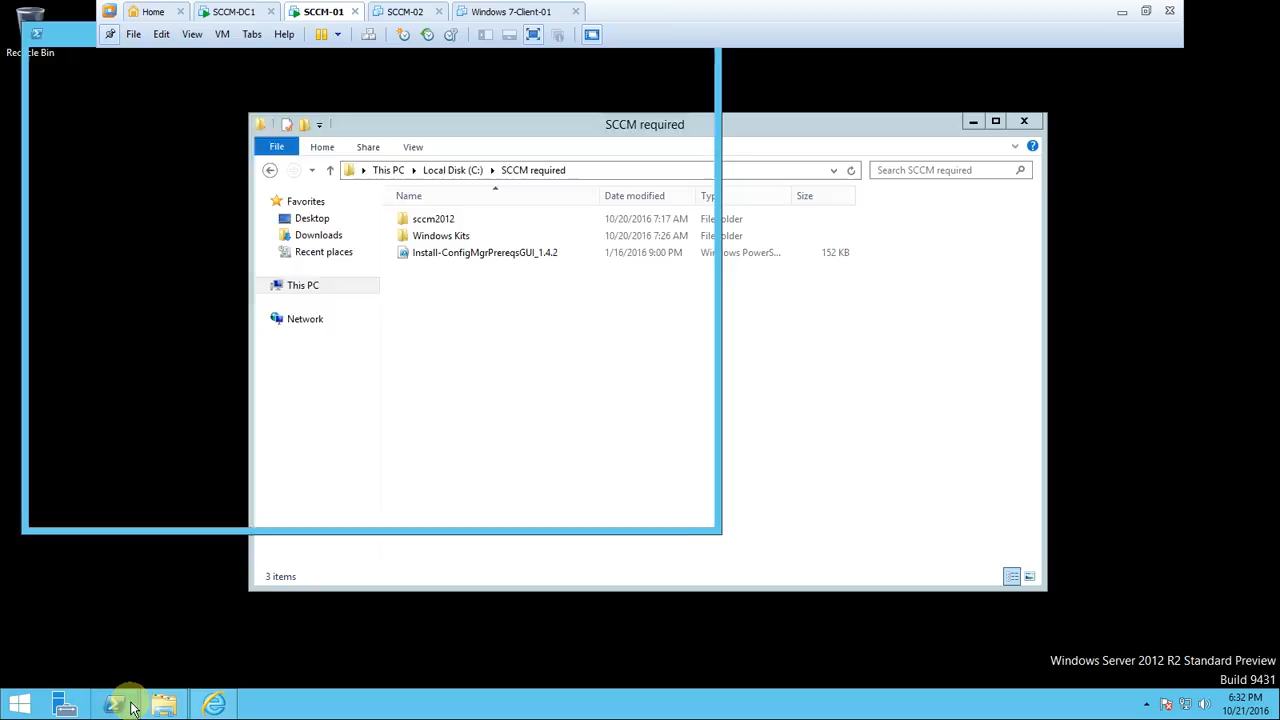 Home
SCCM-DC1
SCCM-01
SCCM-02
Windows 7-Client-01
File Edit View VM Tabs Help
Recycle Bin
SCCM required
File Home Share View
This PC Local Disk (C:) SCCM required
Search SCCM required
Name Date modified Typ Size
Favorites
Desktop
Downloads
Recent places
This PC
Network
sccm2012 10/20/2016 7:17 AM File folder
Windows Kits 10/20/2016 7:26 AM File folder
Install-ConfigMgrPrereqsGUI_1.4.2 1/16/2016 9:00 PM Windows PowerS... 152 KB
3 items
Windows Server 2012 R2 Standard Preview
Build 9431
6:32 PM
10/21/2016